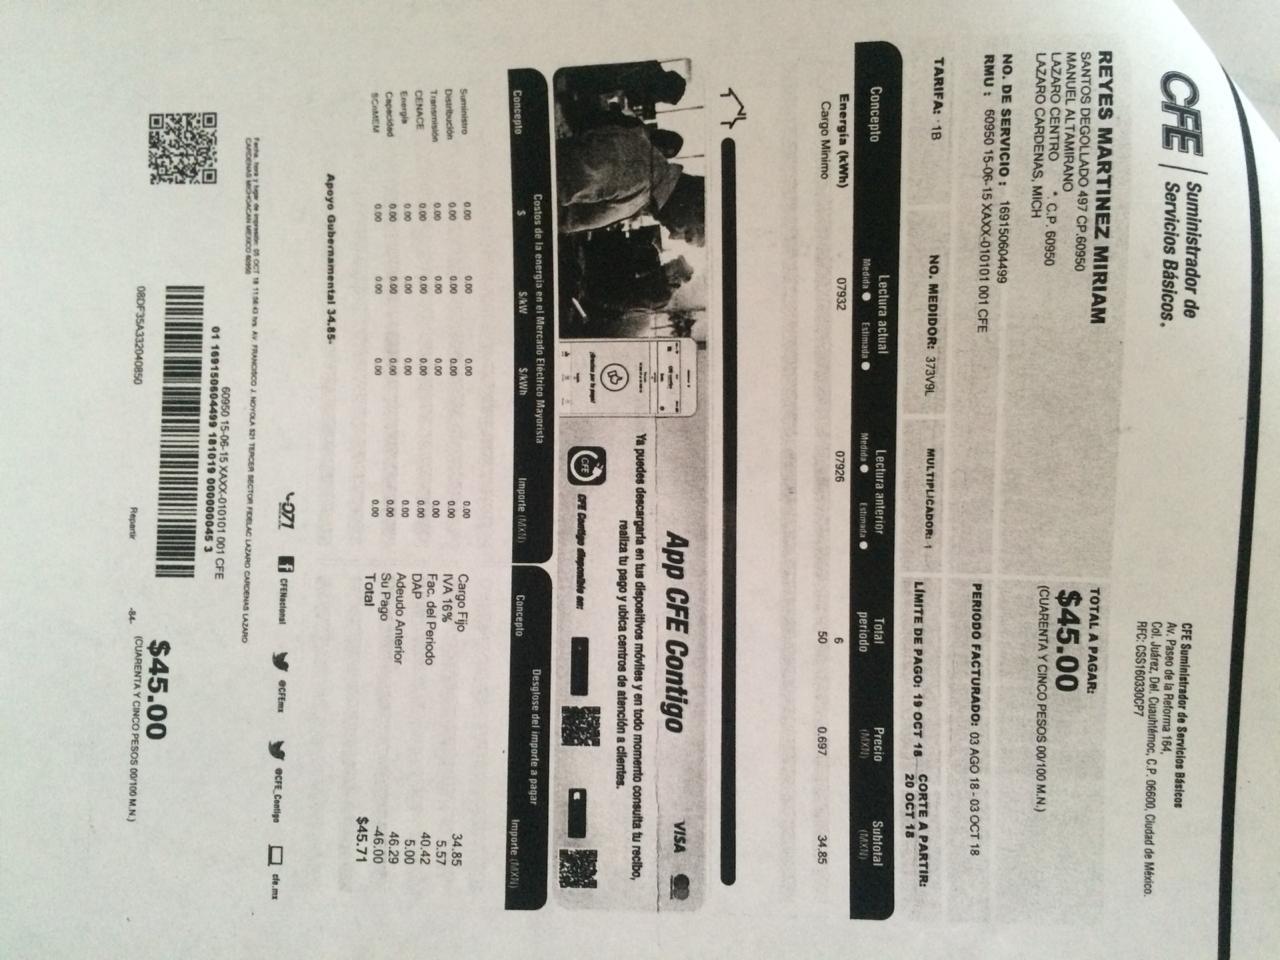 CFE Suministrador de
Servicios Básicos.
CFE Suministrador de Servicios Básicos
Av. Paseo de la Reforma 164,
Col. Juárez, Del. Cuauhtémoc, C.P. 06600, Ciudad de México.
RFC: CSS160330CP7
REYES MARTINEZ MIRIAM
SANTOS DEGOLLADO 497 CP.60950
MANUEL ALTAMIRANO
LAZARO CENTRO *. C.P. 60950
LAZARO CARDENAS, MICH
TOTAL A PAGAR:
$45.00
(CUARENTA Y CINCO PESOS 00/100 M.N.)
NO. DE SERVICIO : 169150604499
RMU : 60950 15-06-15 XAXX-010101 001 CFE
PERIODO FACTURADO: 03 AGO 18 - 03 OCT 18
TARIFA: 1B NO. MEDIDOR: 373V9L MULTIPLICADOR: 1
LÍMITE DE PAGO: 19 OCT 18 CORTE A PARTIR:
20 OCT 18
Concepto Lectura actual Lectura anterior Total periodo Precio (MXN) Subtotal (MXN)
Medida Estimada Medida Estimada
Energía (kWh) 07932 07926 6
Cargo Minimo 50 0.697 34.85
App CFE Contigo VISA
Ya puedes descargarla en tus dispositivos móviles y en todo momento consulta tu recibo,
realiza tu pago y ubica centros de atención a clientes.
CFE CFE Contigo disponible en:
Costos de la energía en el Mercado Eléctrico Mayorista
Concepto $ $/kW $/kWh Importe (MXN)
Suministro 0.00 0.00 0.00 0.00
Distribución 0.00 0.00 0.00 0.00
Transmisión 0.00 0.00 0.00 0.00
CENACE 0.00 0.00 0.00 0.00
Energía 0.00 0.00 0.00 0.00
Capacidad 0.00 0.00 0.00 0.00
SCnMEM 0.00 0.00 0.00 0.00
Desglose del importe a pagar
Concepto Importe (MXN)
Cargo Fijo 34.85
IVA 16% 5.57
Fac. del Periodo 40.42
DAP 5.00
Adeudo Anterior 46.29
Su Pago -46.00
Total $45.71
Apoyo Gubernamental 34.85-
071 CFENacional @CFEmx @CFE_Contigo cfe.mx
Fecha, hora y lugar de impresión: 05 OCT 18 11:56:43 hrs. AV. FRANCISCO J. NOYOLA 521 TERCER SECTOR FIDELAC LAZARO CARDENAS LAZARO
CARDENAS MICHOACAN MEXICO 60950
60950 15-06-15 XAXX-010101 001 CFE
01 169150604499 181019 000000045 3
08DF35A332040850
Repartir
-84-
$45.00
(CUARENTA Y CINCO PESOS 00/100 M.N.)